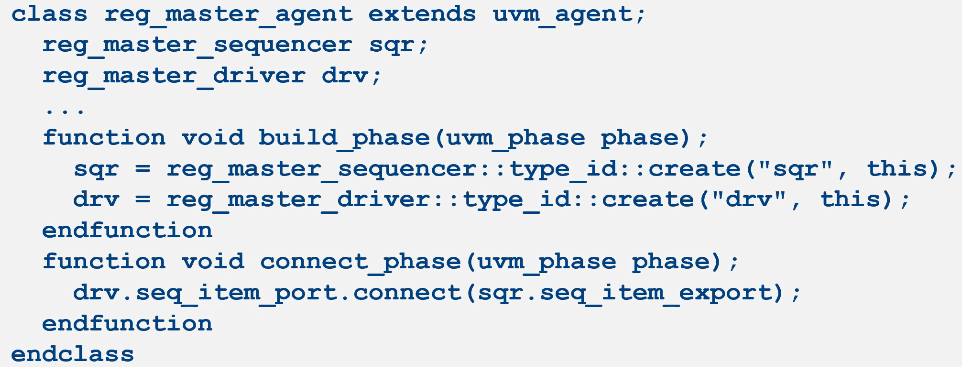 class reg_master_agent extends uvm_agent;
  reg_master_sequencer sqr;
  reg_master_driver drv;
  ...
  function void build_phase(uvm_phase phase);
    sqr = reg_master_sequencer::type_id::create("sqr", this);
    drv = reg_master_driver::type_id::create("drv", this);
  endfunction
  function void connect_phase(uvm_phase phase);
    drv.seq_item_port.connect(sqr.seq_item_export);
  endfunction
endclass